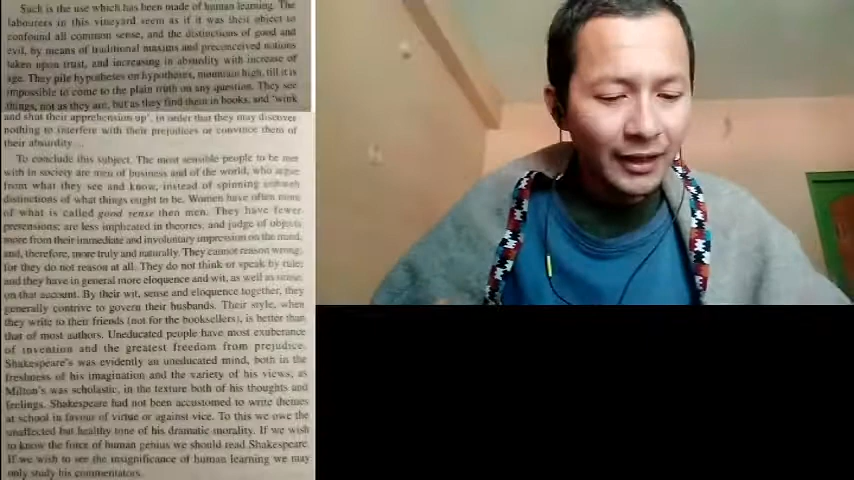 Such is the use which has been made of human learning. The
labourers in this vineyard seem as if it was their object to
confound all common sense, and the distinctions of good and
evil, by means of traditional maxims and preconceived notions
taken upon trust, and increasing in absurdity with increase of
age. They pile hypotheses on hypotheses, mountain high, till it is
impossible to come to the plain truth on any question. They see
things, not as they are, but as they find them in books, and 'wink
and shut their apprehension up', in order that they may discover
nothing to interfere with their prejudices or convince them of
their absurdity ...
To conclude this subject. The most sensible people to be met
with in society are men of business and of the world, who argue
from what they see and know, instead of spinning cobweb
distinctions of what things ought to be. Women have often more
of what is called good sense then men. They have fewer
pretensions; are less implicated in theories, and judge of objects
more from their immediate and involuntary impression on the mind,
and, therefore, more truly and naturally. They cannot reason wrong;
for they do not reason at all. They do not think or speak by rule;
and they have in general more eloquence and wit, as well as sense,
on that account. By their wit, sense and eloquence together, they
generally contrive to govern their husbands. Their style, when
they write to their friends (not for the booksellers), is better than
that of most authors. Uneducated people have most exuberance
of invention and the greatest freedom from prejudice.
Shakespeare's was evidently an uneducated mind, both in the
freshness of his imagination and the variety of his views, as
Milton's was scholastic, in the texture both of his thoughts and
feelings. Shakespeare had not been accustomed to write themes
at school in favour of virtue or against vice. To this we owe the
unaffected but healthy tone of his dramatic morality. If we wish
to know the force of human genius we should read Shakespeare.
If we wish to see the insignificance of human learning we may
only study his commentators.